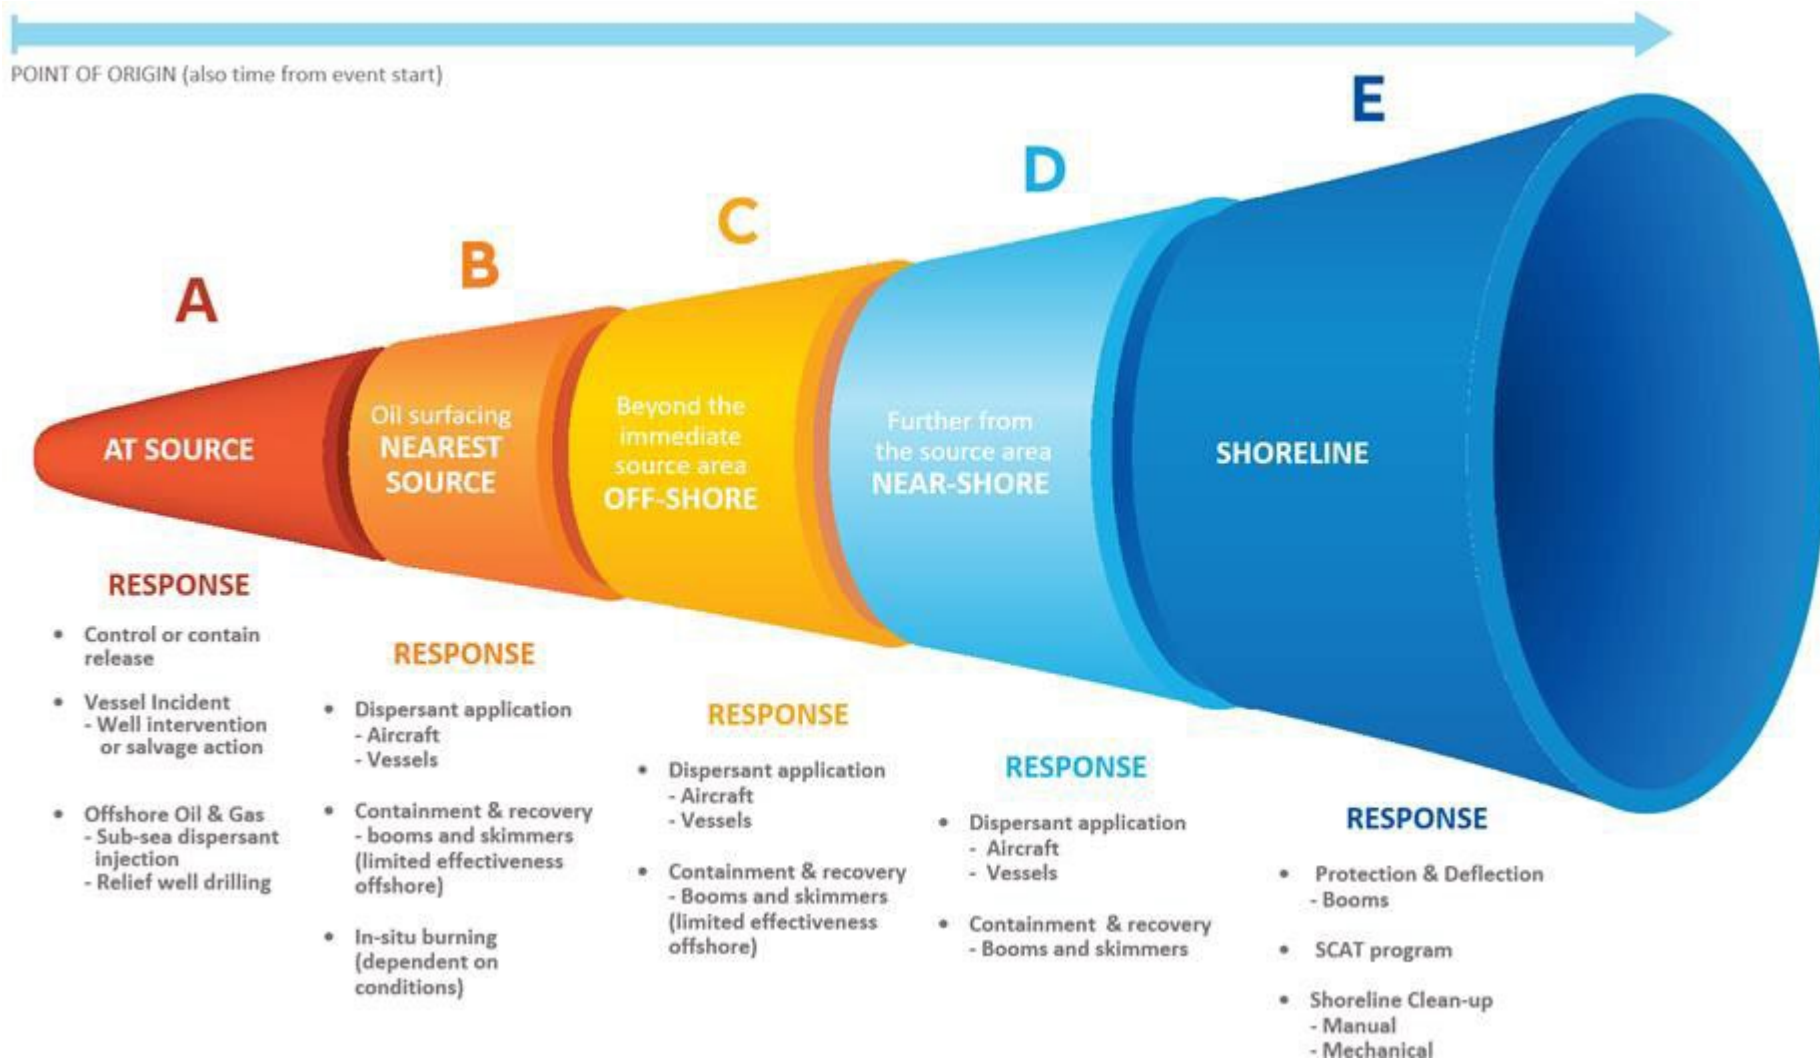 POINT OF ORIGIN (also time from event start)
A
B
C
D
E
AT SOURCE
Oil surfacing
NEAREST
SOURCE
Beyond the
immediate
source area
OFF-SHORE
Further from
the source area
NEAR-SHORE
SHORELINE
RESPONSE
• Control or contain
release
• Vessel Incident
- Well intervention
or salvage action
• Offshore Oil & Gas
- Sub-sea dispersant
injection
- Relief well drilling
RESPONSE
• Dispersant application
- Aircraft
- Vessels
• Containment & recovery
- booms and skimmers
(limited effectiveness
offshore)
• In-situ burning
(dependent on
conditions)
RESPONSE
• Dispersant application
- Aircraft
- Vessels
• Containment & recovery
- Booms and skimmers
(limited effectiveness
offshore)
RESPONSE
• Dispersant application
- Aircraft
- Vessels
• Containment & recovery
- Booms and skimmers
RESPONSE
• Protection & Deflection
- Booms
• SCAT program
• Shoreline Clean-up
- Manual
- Mechanical